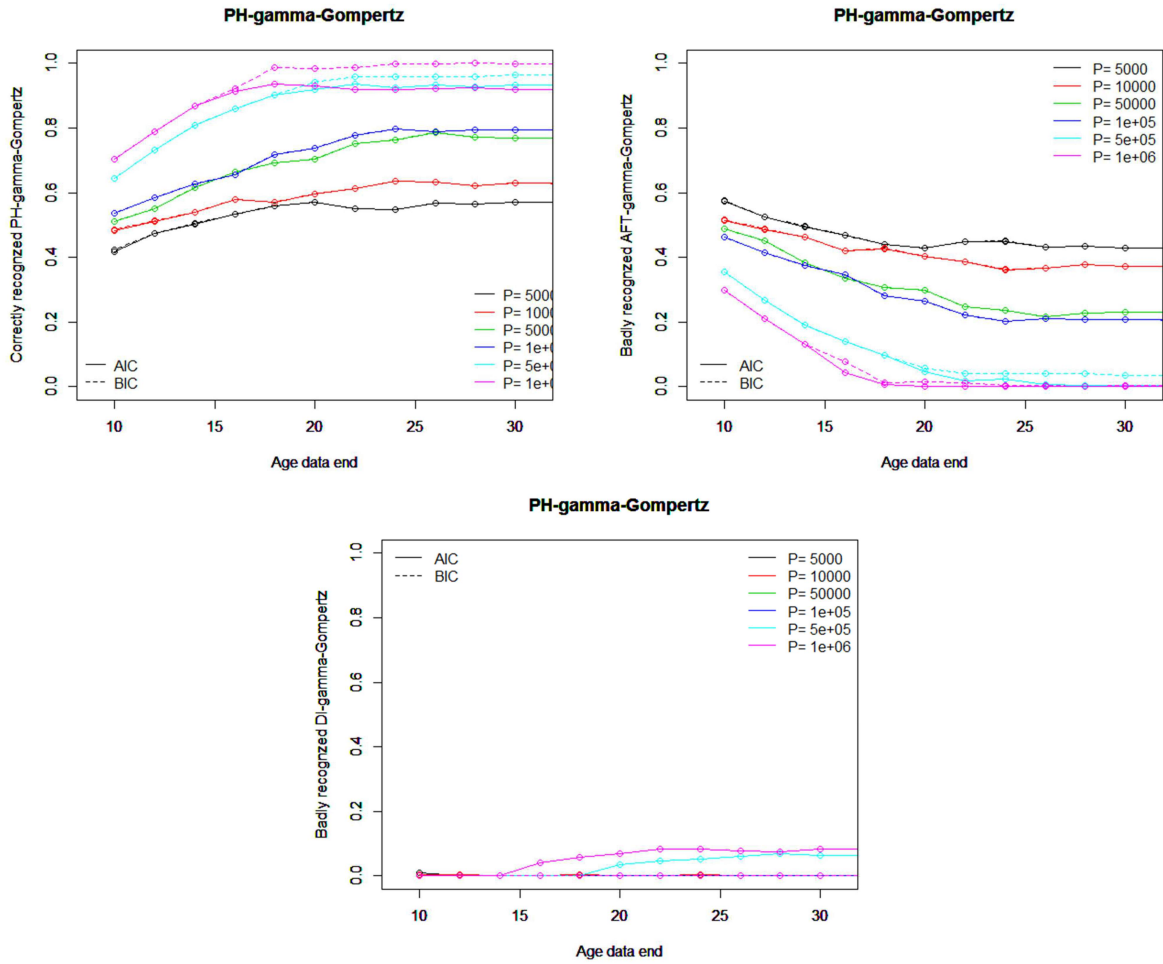 PH-gamma-Gompertz
Correctly recognzed PH-gamma-Gompertz
1.0
0.8
0.6
0.4
0.2
0.0
P= 5000
P= 1000
P= 5000
P= 1e+0
P= 5e+0
P= 1e+0
AIC
BIC
10
15
20
25
30
Age data end
PH-gamma-Gompertz
Badly recognzed AFT-gamma-Gompertz
1.0
0.8
0.6
0.4
0.2
0.0
P= 5000
P= 10000
P= 50000
P= 1e+05
P= 5e+05
P= 1e+06
AIC
BIC
10
15
20
25
30
Age data end
PH-gamma-Gompertz
Badly recognzed DI-gamma-Gompertz
1.0
0.8
0.6
0.4
0.2
0.0
AIC
BIC
P= 5000
P= 10000
P= 50000
P= 1e+05
P= 5e+05
P= 1e+06
10
15
20
25
30
Age data end